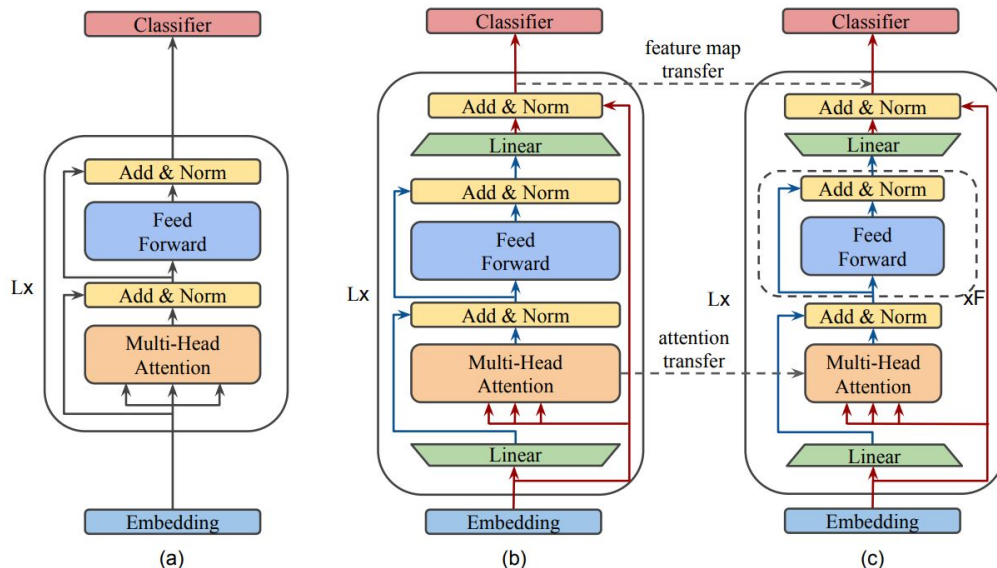 Classifier
Add & Norm
Feed
Forward
Lx
Add & Norm
Multi-Head
Attention
Embedding
(a)
Classifier
Add & Norm
Linear
Add & Norm
Feed
Forward
Lx
Add & Norm
Multi-Head
Attention
Linear
Embedding
(b)
feature map
transfer
attention
transfer
Classifier
Add & Norm
Linear
Add & Norm
Feed
Forward
xF
Lx
Add & Norm
Multi-Head
Attention
Linear
Embedding
(c)